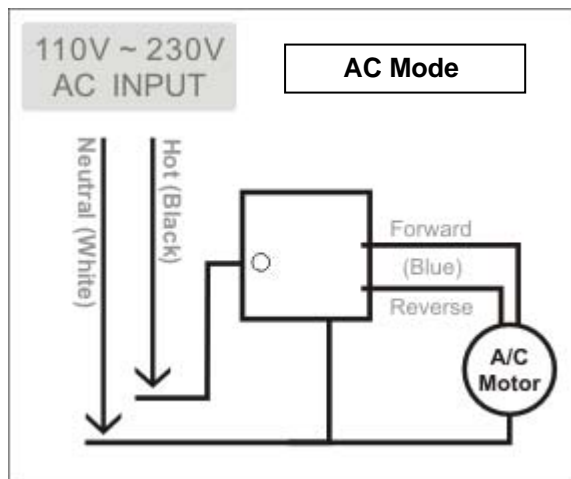 110V ~ 230V
AC INPUT
AC Mode
Neutral (White)
Hot (Black)
Forward
(Blue)
Reverse
A/C
Motor